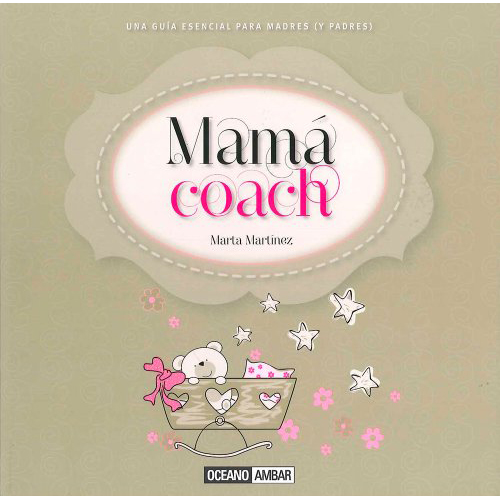 UNA GUÍA ESENCIAL PARA MADRES (Y PADRES)
Mamá
coach
Marta Martínez
OCEANO AMBAR